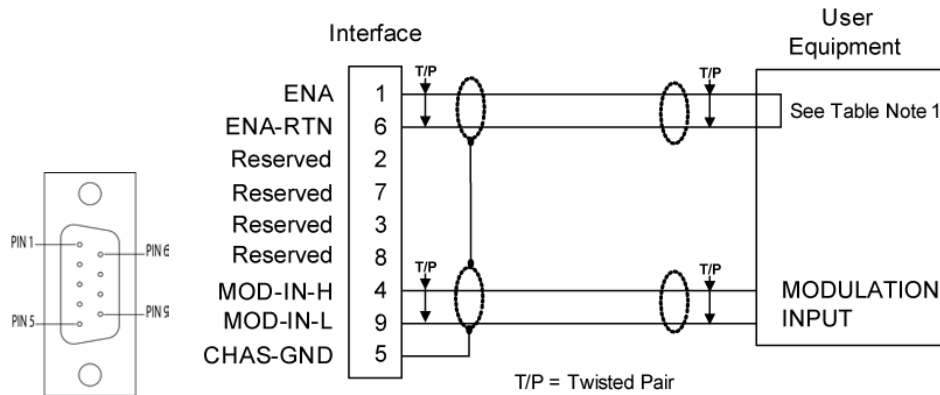 User
Equipment
Interface
T/P
T/P
ENA 1
See Table Note 1
ENA-RTN 6
Reserved 2
Reserved 7
Reserved 3
Reserved 8
T/P
T/P
MOD-IN-H 4
MODULATION
INPUT
MOD-IN-L 9
CHAS-GND 5
T/P = Twisted Pair
PIN 1
PIN 6
PIN 5
PIN 9